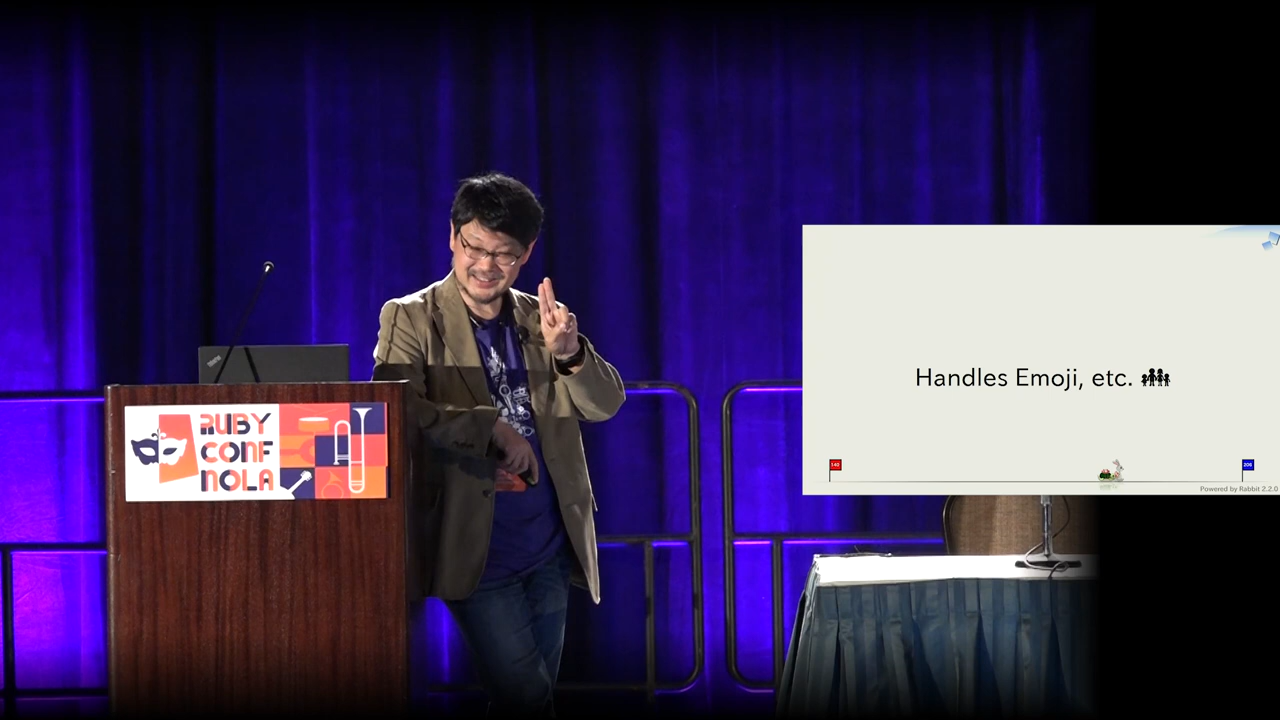 RUBY
CONF
NOLA
Handles Emoji, etc. 👨‍👩‍👧‍👦
140
206
Powered by Rabbit 2.2.0